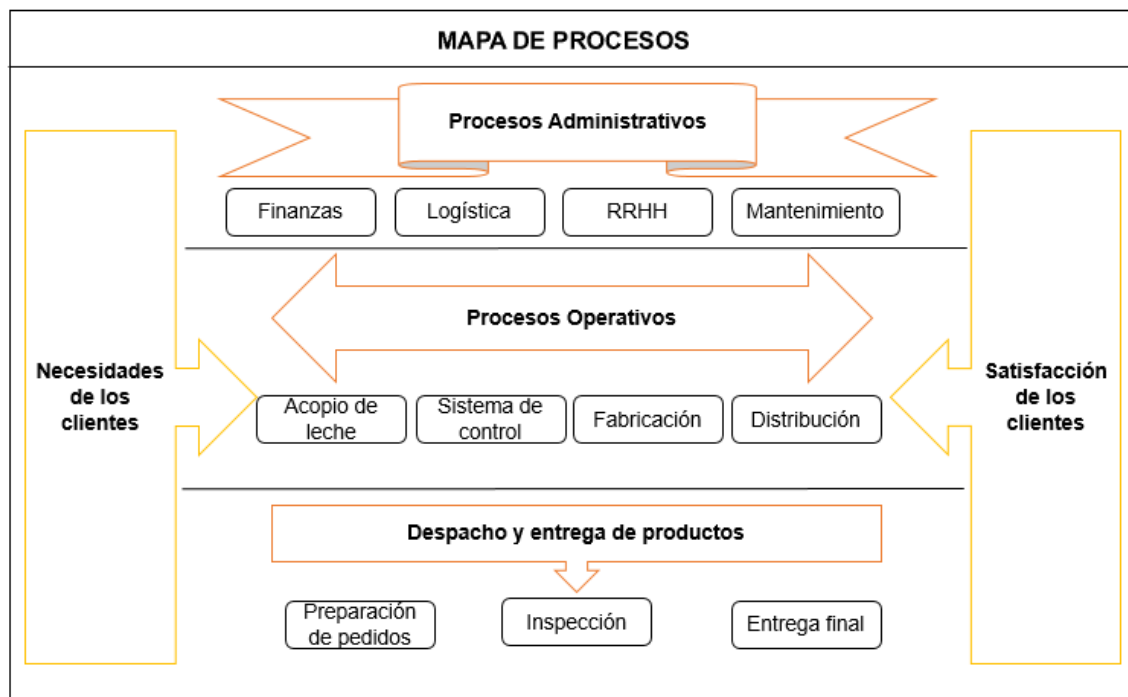 MAPA DE PROCESOS
Procesos Administrativos
Finanzas
Logística
RRHH
Mantenimiento
Procesos Operativos
Necesidades
de los
clientes
Satisfacción
de los
clientes
Acopio de
leche
Sistema de
control
Fabricación
Distribución
Despacho y entrega de productos
Preparación
de pedidos
Inspección
Entrega final